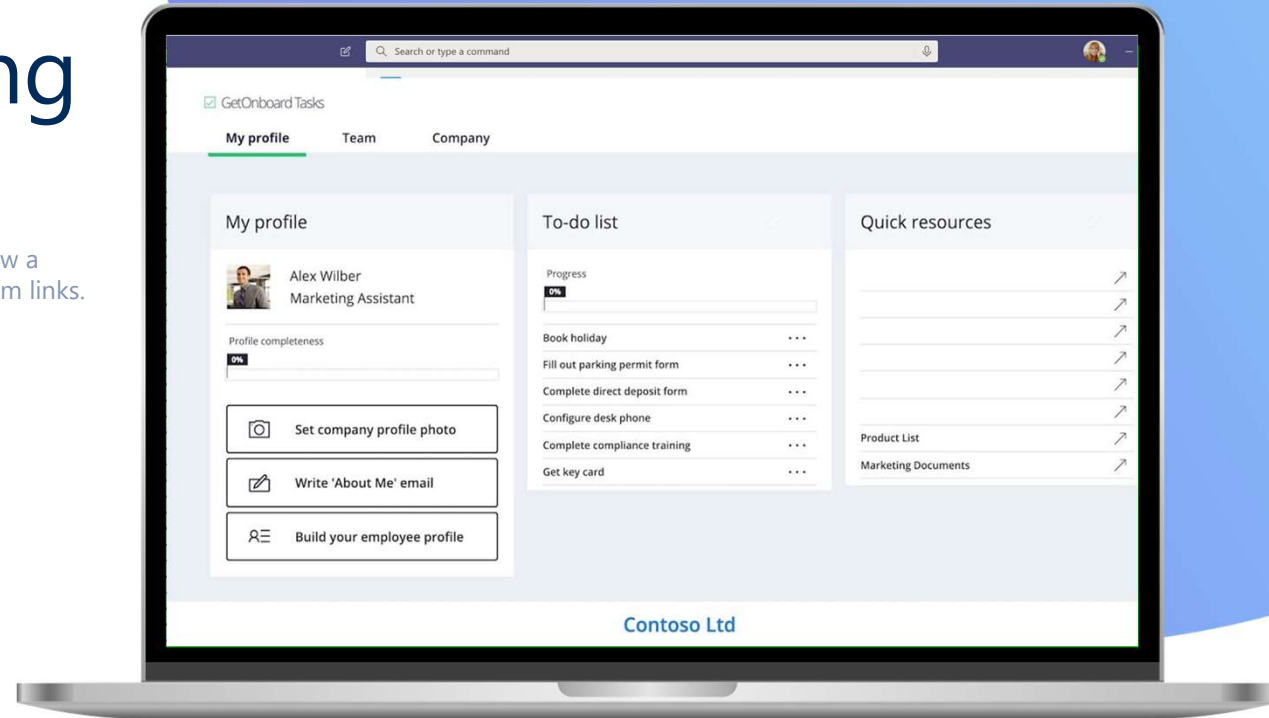 ng
w a
m links.
Search or type a command
GetOnboard Tasks
My profile Team Company
My profile
Alex Wilber
Marketing Assistant
Profile completeness
0%
Set company profile photo
Write 'About Me' email
Build your employee profile
To-do list
Progress
0%
Book holiday
Fill out parking permit form
Complete direct deposit form
Configure desk phone
Complete compliance training
Get key card
Quick resources
Product List
Marketing Documents
Contoso Ltd